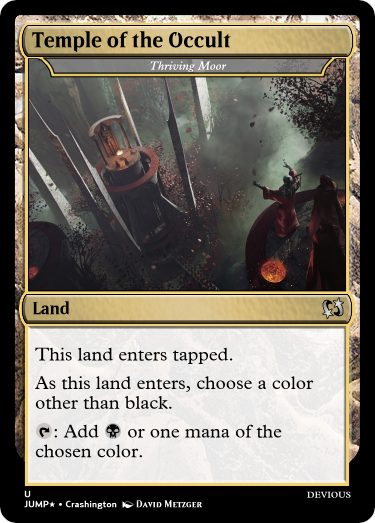 Temple of the Occult
Thriving Moor
Land
This land enters tapped.
As this land enters, choose a color
other than black.
: Add or one mana of the
chosen color.
U
DEVIOUS
JUMP★ • Crashington DAVID METZGER